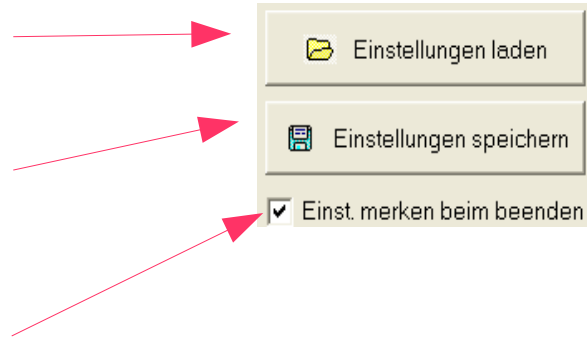 Einstellungen laden
Einstellungen speichern
Einst. merken beim beenden